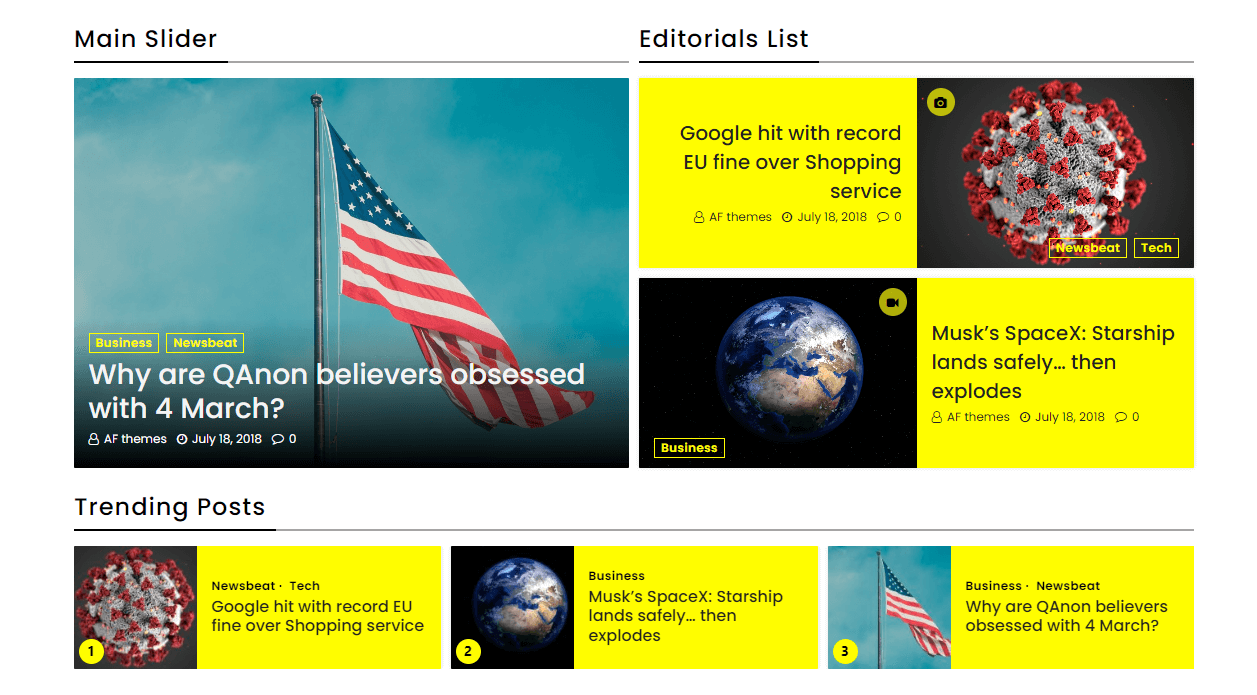 Main Slider
Business Newsbeat
Why are QAnon believers obsessed
with 4 March?
AF themes July 18, 2018 0
Editorials List
Google hit with record
EU fine over Shopping
service
AF themes July 18, 2018 0
Newsbeat Tech
Business
Musk’s SpaceX: Starship
lands safely… then
explodes
AF themes July 18, 2018 0
Trending Posts
1
Newsbeat · Tech
Google hit with record EU
fine over Shopping service
2
Business
Musk’s SpaceX: Starship
lands safely… then
explodes
3
Business · Newsbeat
Why are QAnon believers
obsessed with 4 March?